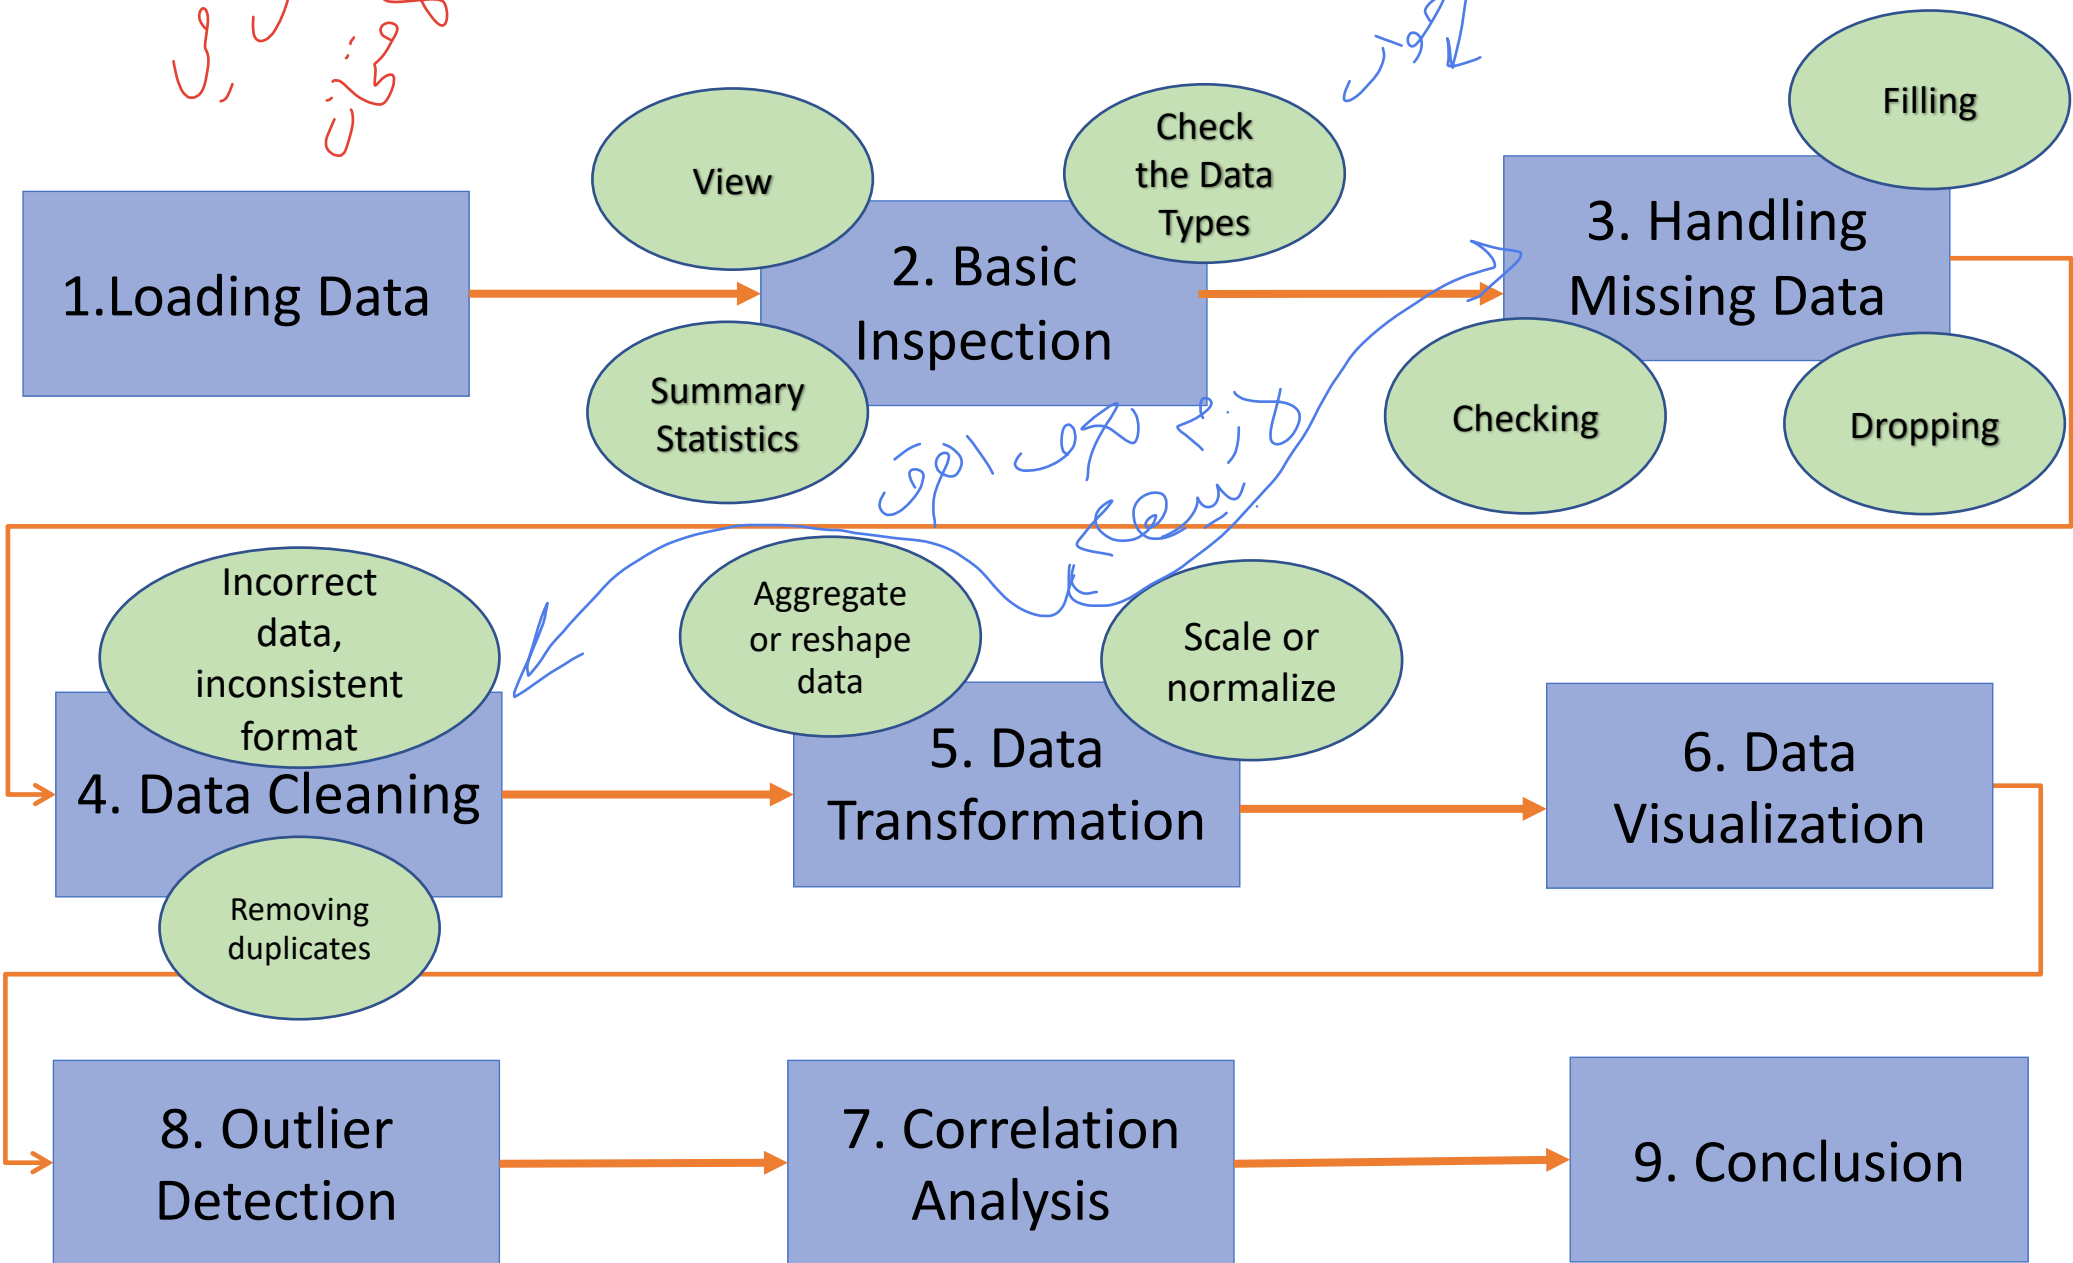 View
Check
the Data
Types
Filling
1.Loading Data
2. Basic
Inspection
3. Handling
Missing Data
Summary
Statistics
Checking
Dropping
Incorrect
data,
inconsistent
format
Aggregate
or reshape
data
Scale or
normalize
4. Data Cleaning
5. Data
Transformation
6. Data
Visualization
Removing
duplicates
8. Outlier
Detection
7. Correlation
Analysis
9. Conclusion